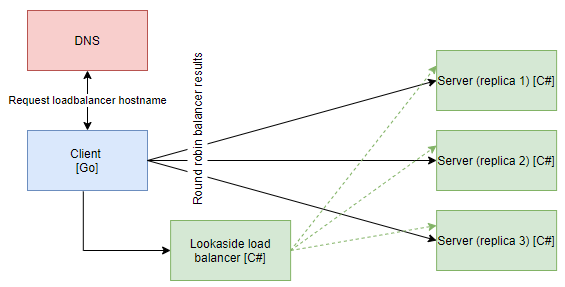 DNS
Request loadbalancer hostname
Client
[Go]
Round robin balancer results
Lookaside load
balancer [C#]
Server (replica 1) [C#]
Server (replica 2) [C#]
Server (replica 3) [C#]